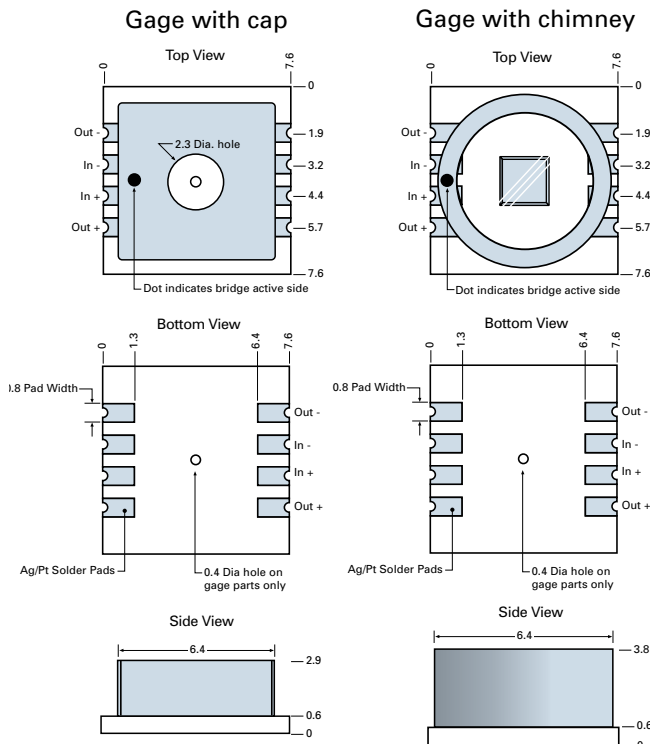 Gage with cap
Top View
0
7.6
0
1.9
3.2
4.4
5.7
7.6
Out -
In -
In +
Out +
2.3 Dia. hole
Dot indicates bridge active side
Bottom View
0
1.3
6.4
7.6
.8 Pad Width
Out -
In -
In +
Out +
Ag/Pt Solder Pads
0.4 Dia hole on
gage parts only
Side View
6.4
2.9
0.6
0
Gage with chimney
Top View
0
7.6
0
1.9
3.2
4.4
5.7
7.6
Out -
In -
In +
Out +
Dot indicates bridge active side
Bottom View
0
1.3
6.4
7.6
0.8 Pad Width
Out -
In -
In +
Out +
Ag/Pt Solder Pads
0.4 Dia hole on
gage parts only
Side View
6.4
3.8
0.6